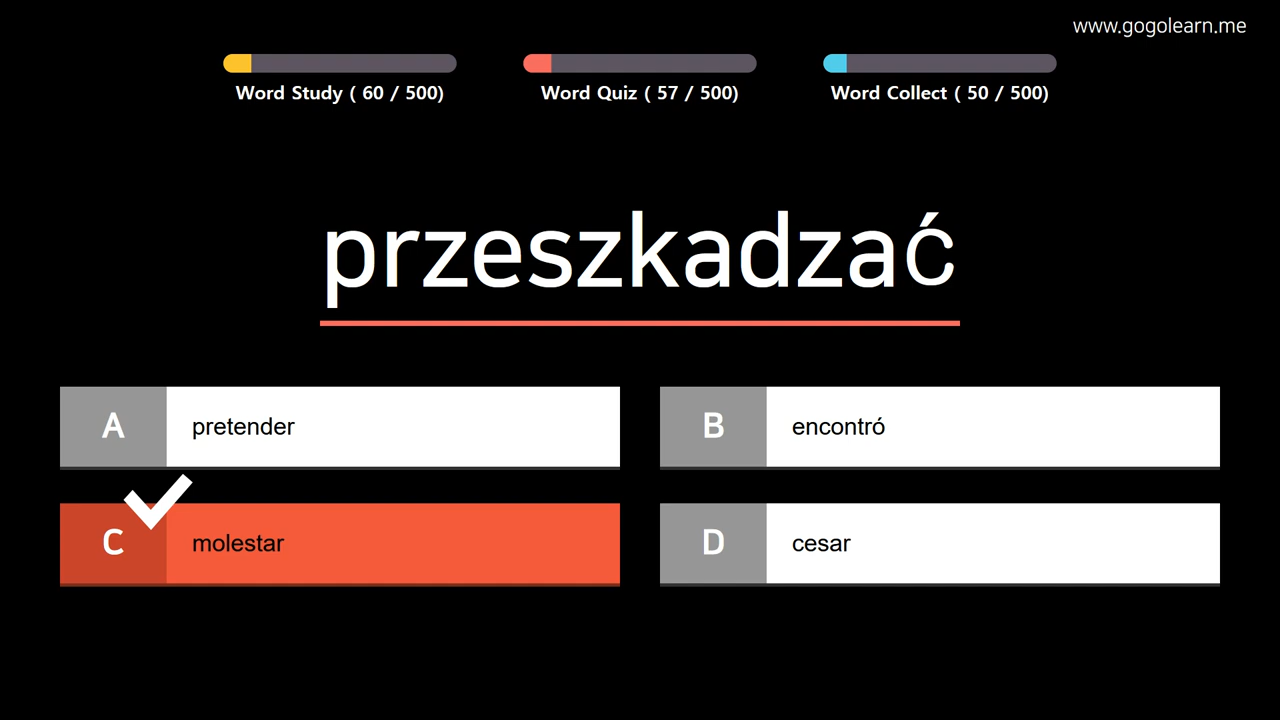 www.gogolearn.me
Word Study ( 60 / 500)
Word Quiz ( 57 / 500)
Word Collect ( 50 / 500)
przeszkadzać
A pretender
B encontró
C molestar
D cesar